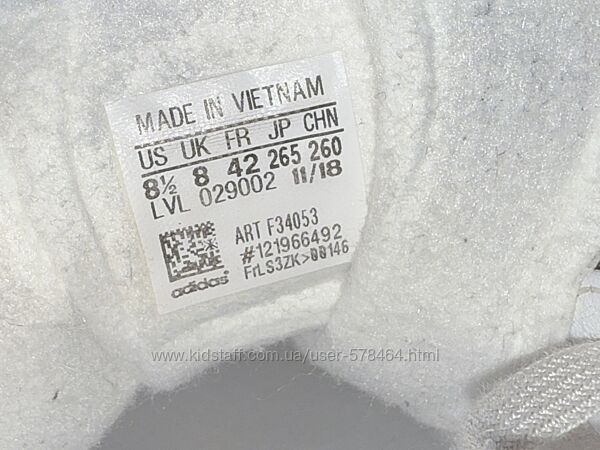 MADE IN VIETNAM
US UK FR JP CHN
8½ 8 42 265 260
LVL 029002 11/18
ART F34053
#121966492
FrLS3ZK>00146
adidas
www.kidstaff.com.ua/user-578464.html